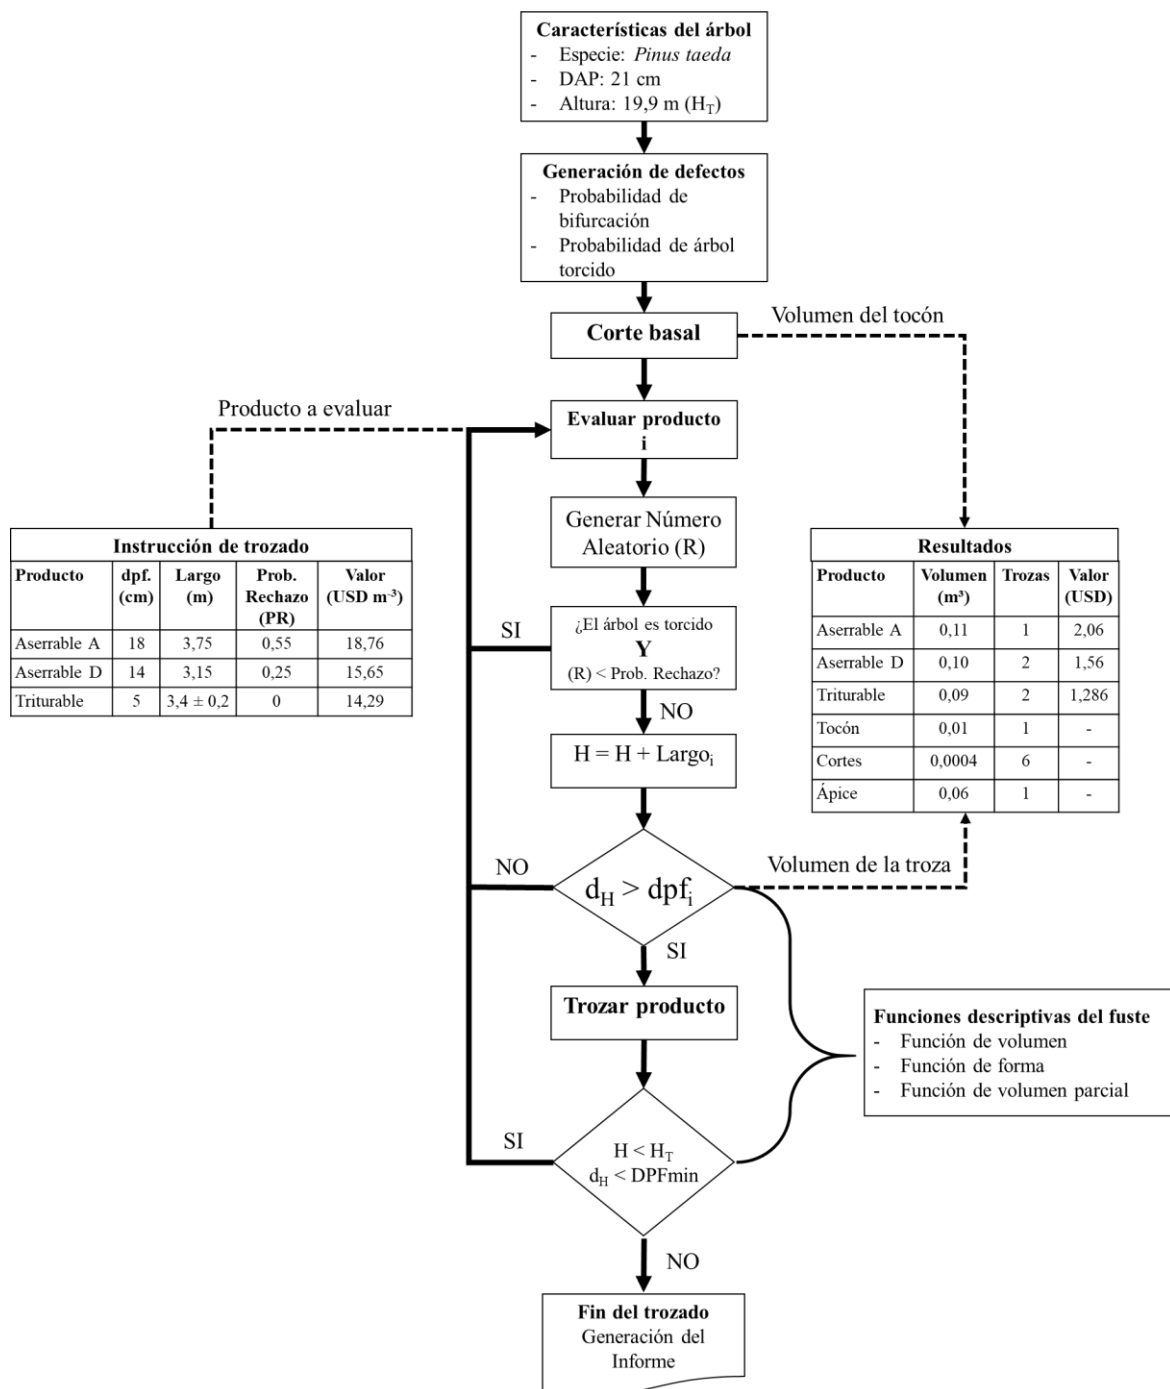 Características del árbol
- Especie: Pinus taeda
- DAP: 21 cm
- Altura: 19,9 m (H_T)
Generación de defectos
- Probabilidad de
bifurcación
- Probabilidad de árbol
torcido
Corte basal
Volumen del tocón
Producto a evaluar
Evaluar producto
i
Generar Número
Aleatorio (R)
Instrucción de trozado
Producto dpf. (cm) Largo (m) Prob. Rechazo (PR) Valor (USD m⁻³)
Aserrable A 18 3,75 0,55 18,76
Aserrable D 14 3,15 0,25 15,65
Triturable 5 3,4 ± 0,2 0 14,29
SI
¿El árbol es torcido
Y
(R) < Prob. Rechazo?
NO
Resultados
Producto Volumen (m³) Trozas Valor (USD)
Aserrable A 0,11 1 2,06
Aserrable D 0,10 2 1,56
Triturable 0,09 2 1,286
Tocón 0,01 1 -
Cortes 0,0004 6 -
Ápice 0,06 1 -
H = H + Largo_i
NO
d_H > dpf_i
Volumen de la troza
SI
Trozar producto
Funciones descriptivas del fuste
- Función de volumen
- Función de forma
- Función de volumen parcial
SI
H < H_T
d_H < DPFmin
NO
Fin del trozado
Generación del
Informe